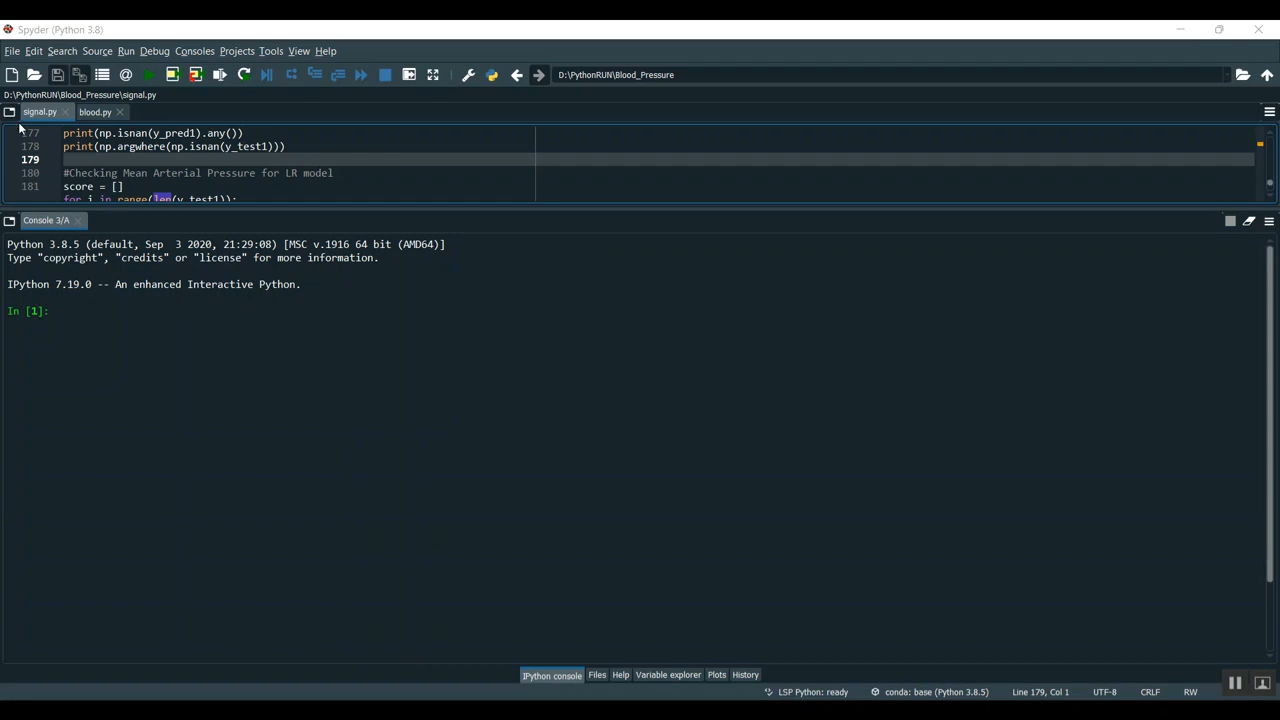 Spyder (Python 3.8)
File Edit Search Source Run Debug Consoles Projects Tools View Help
D:\PythonRUN\Blood_Pressure
D:\PythonRUN\Blood_Pressure\signal.py
signal.py blood.py
177 print(np.isnan(y_pred1).any())
178 print(np.argwhere(np.isnan(y_test1)))
179
180 #Checking Mean Arterial Pressure for LR model
181 score = []
for i in range(len(y_test1)):
Console 3/A
Python 3.8.5 (default, Sep  3 2020, 21:29:08) [MSC v.1916 64 bit (AMD64)]
Type "copyright", "credits" or "license" for more information.
IPython 7.19.0 -- An enhanced Interactive Python.
In [1]:
IPython console Files Help Variable explorer Plots History
LSP Python: ready conda: base (Python 3.8.5) Line 179, Col 1 UTF-8 CRLF RW